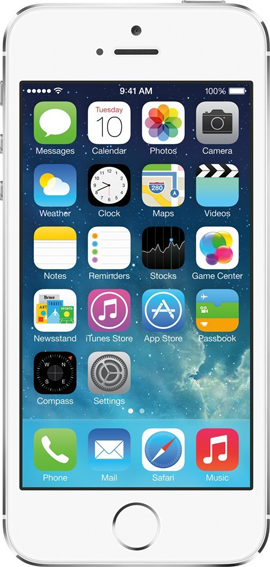 9:41 AM 100%
Tuesday
10
280
Messages Calendar Photos Camera
Weather Clock Maps Videos
Notes Reminders Stocks Game Center
Newsstand iTunes Store App Store Passbook
Compass Settings
Phone Mail Safari Music